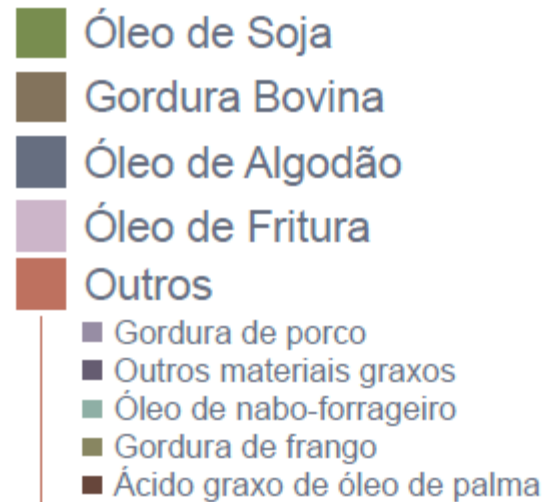 Óleo de Soja
Gordura Bovina
Óleo de Algodão
Óleo de Fritura
Outros
Gordura de porco
Outros materiais graxos
Óleo de nabo-forrageiro
Gordura de frango
Ácido graxo de óleo de palma